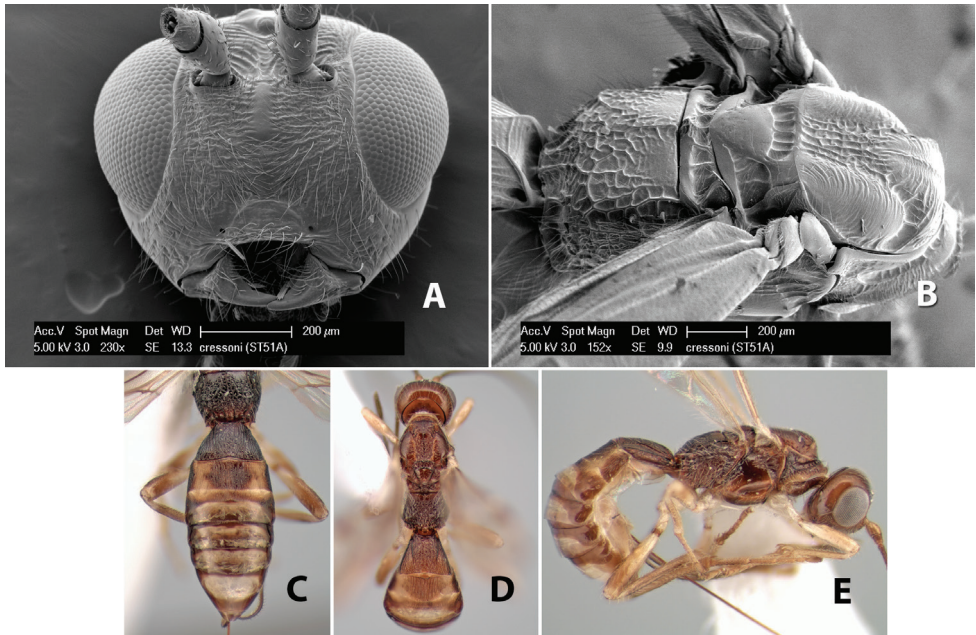 A
Acc.V Spot Magn Det WD 200 µm
5.00 kV 3.0 230x SE 13.3 cressoni (ST51A)
B
Acc.V Spot Magn Det WD 200 µm
5.00 kV 3.0 152x SE 9.9 cressoni (ST51A)
C
D
E